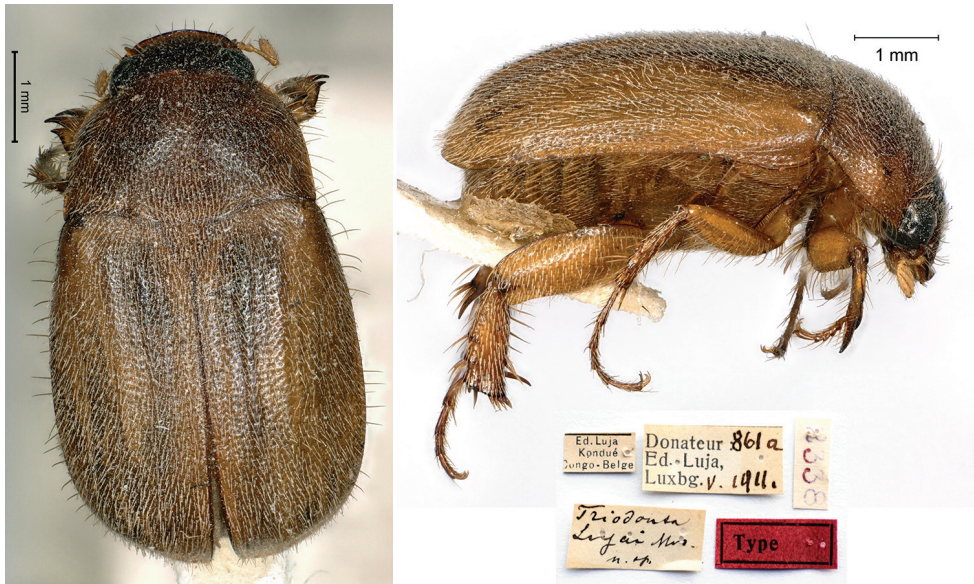 1 mm
1 mm
Ed. Luja
Kondué
Congo-Belge
Donateur 861a
Ed. Luja,
Luxbg. V. 1911.
2338
Triodonta
Lujai Mos.
n. sp.
Type